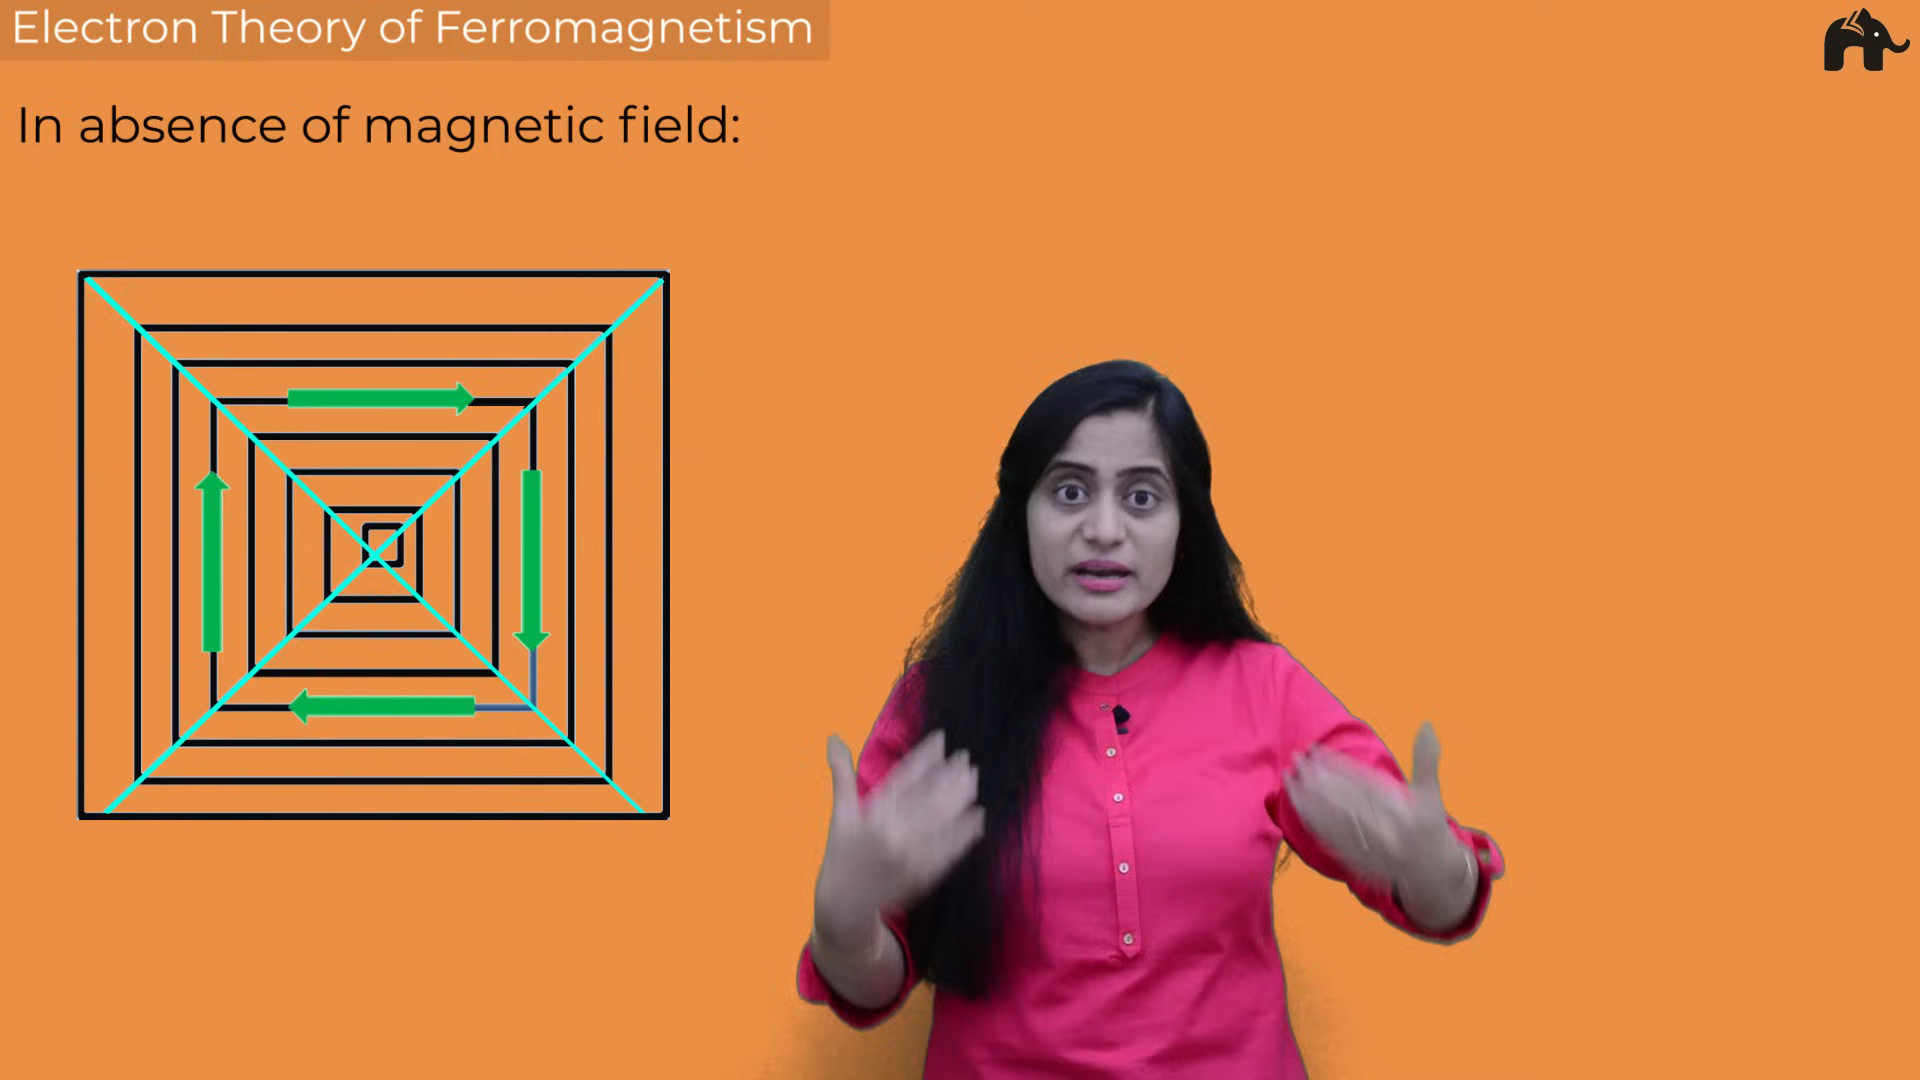 Electron Theory of Ferromagnetism
In absence of magnetic field: